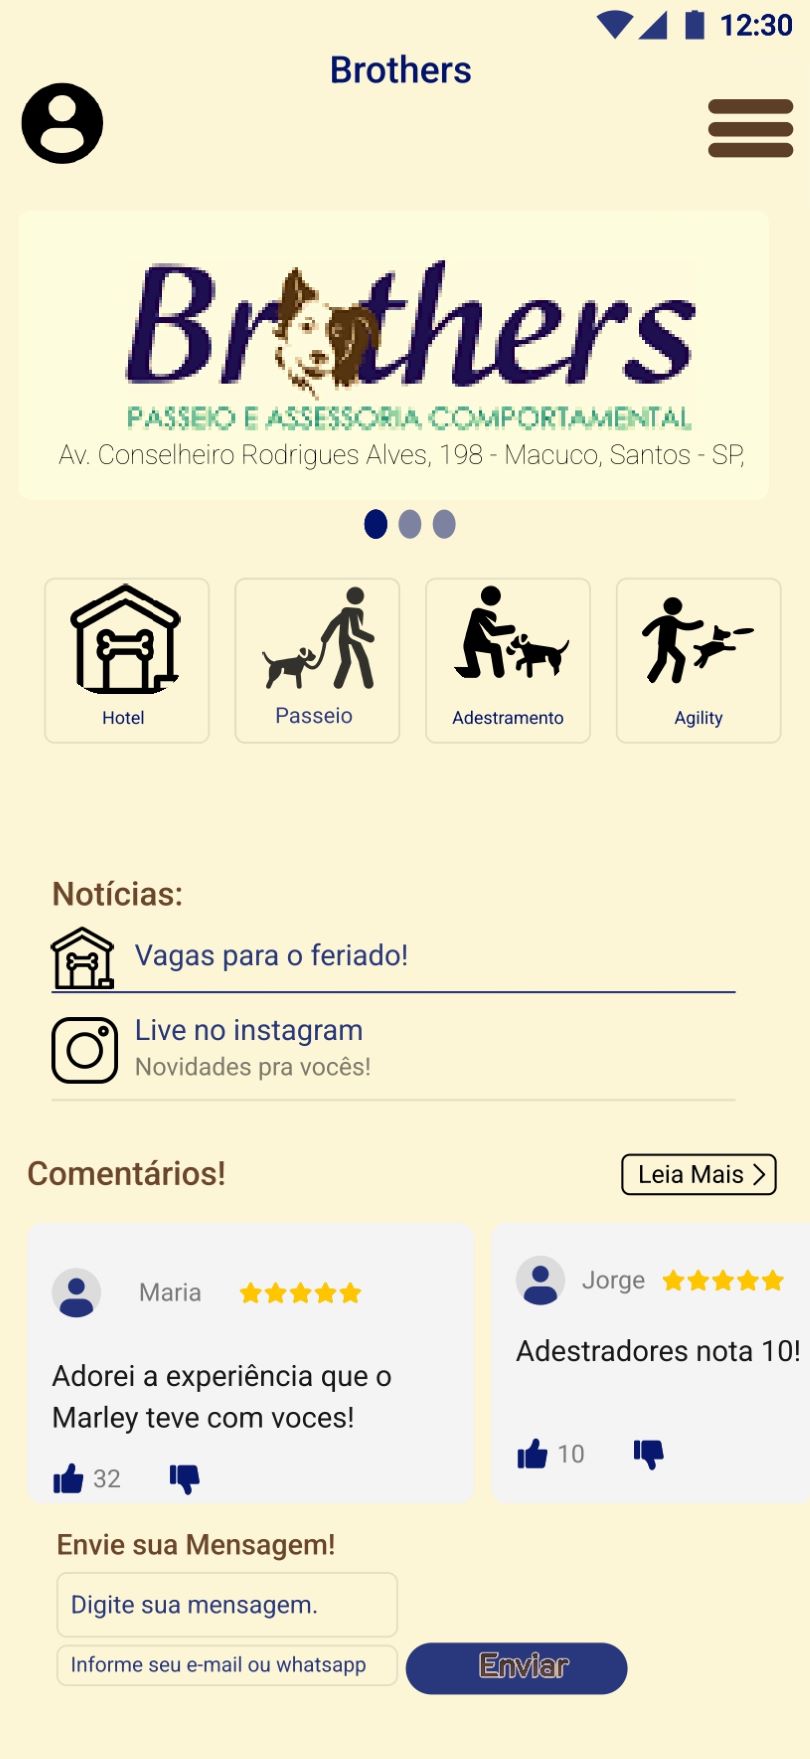 12:30
Brothers
Brothers
PASSEIO E ASSESSORIA COMPORTAMENTAL
Av. Conselheiro Rodrigues Alves, 198 - Macuco, Santos - SP,
Hotel
Passeio
Adestramento
Agility
Notícias:
Vagas para o feriado!
Live no instagram
Novidades pra vocês!
Comentários!
Leia Mais
Maria
Adorei a experiência que o
Marley teve com voces!
32
Jorge
Adestradores nota 10!
10
Envie sua Mensagem!
Digite sua mensagem.
Informe seu e-mail ou whatsapp
Enviar